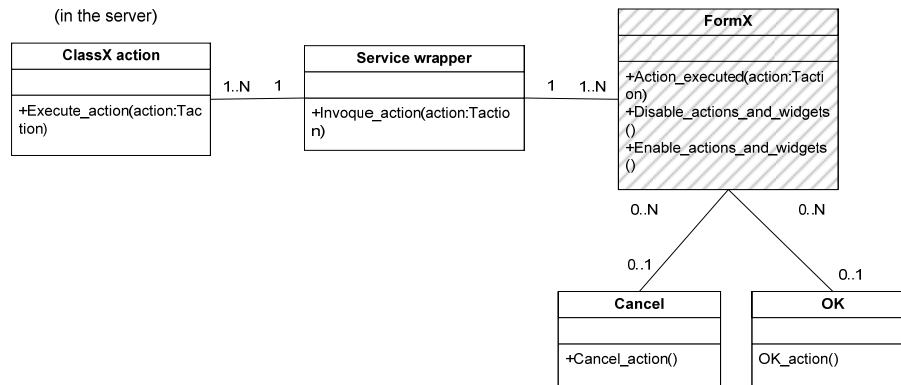 (in the server)
ClassX action
+Execute_action(action:Tac
tion)
1..N
1
Service wrapper
+Invoque_action(action:Tactio
n)
1
1..N
FormX
+Action_executed(action:Tacti
on)
+Disable_actions_and_widgets
()
+Enable_actions_and_widgets
()
0..N
0..N
0..1
0..1
Cancel
+Cancel_action()
OK
OK_action()